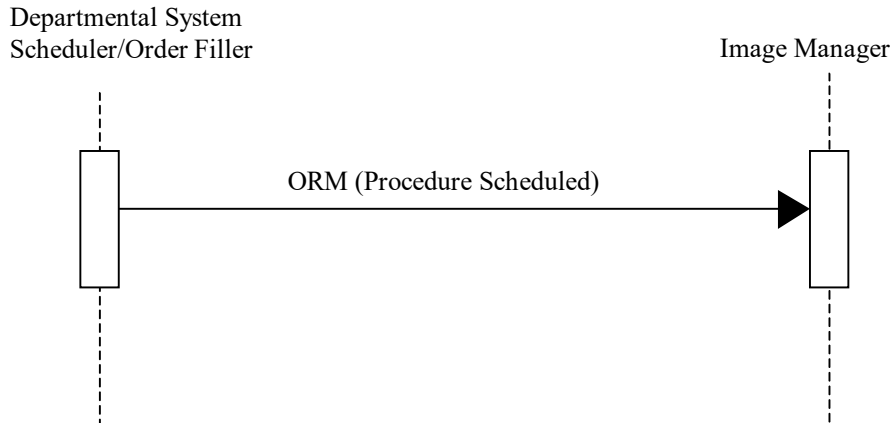 Departmental System
Scheduler/Order Filler
Image Manager
ORM (Procedure Scheduled)